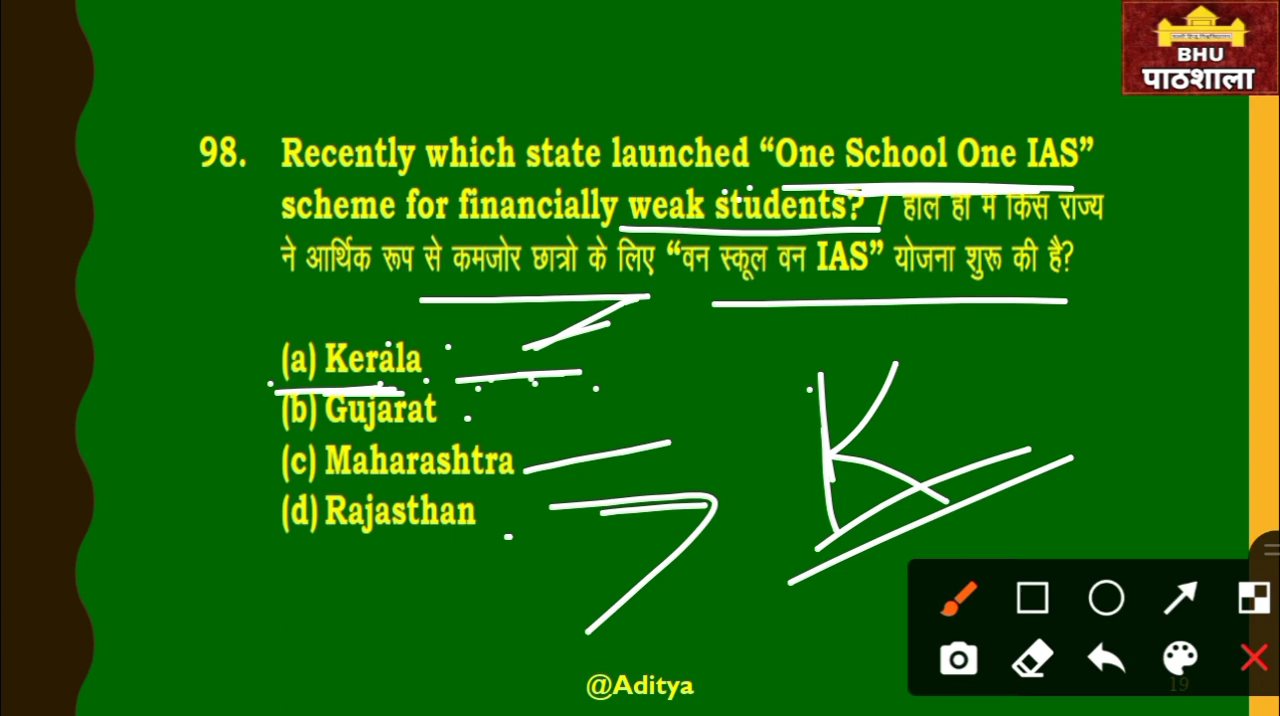 BHU
पाठशाला
98. Recently which state launched “One School One IAS”
scheme for financially weak students? / हाल ही में किस राज्य
ने आर्थिक रूप से कमजोर छात्रो के लिए “वन स्कूल वन IAS” योजना शुरू की है?
(a) Kerala
(b) Gujarat
(c) Maharashtra
(d) Rajasthan
K
@Aditya
19